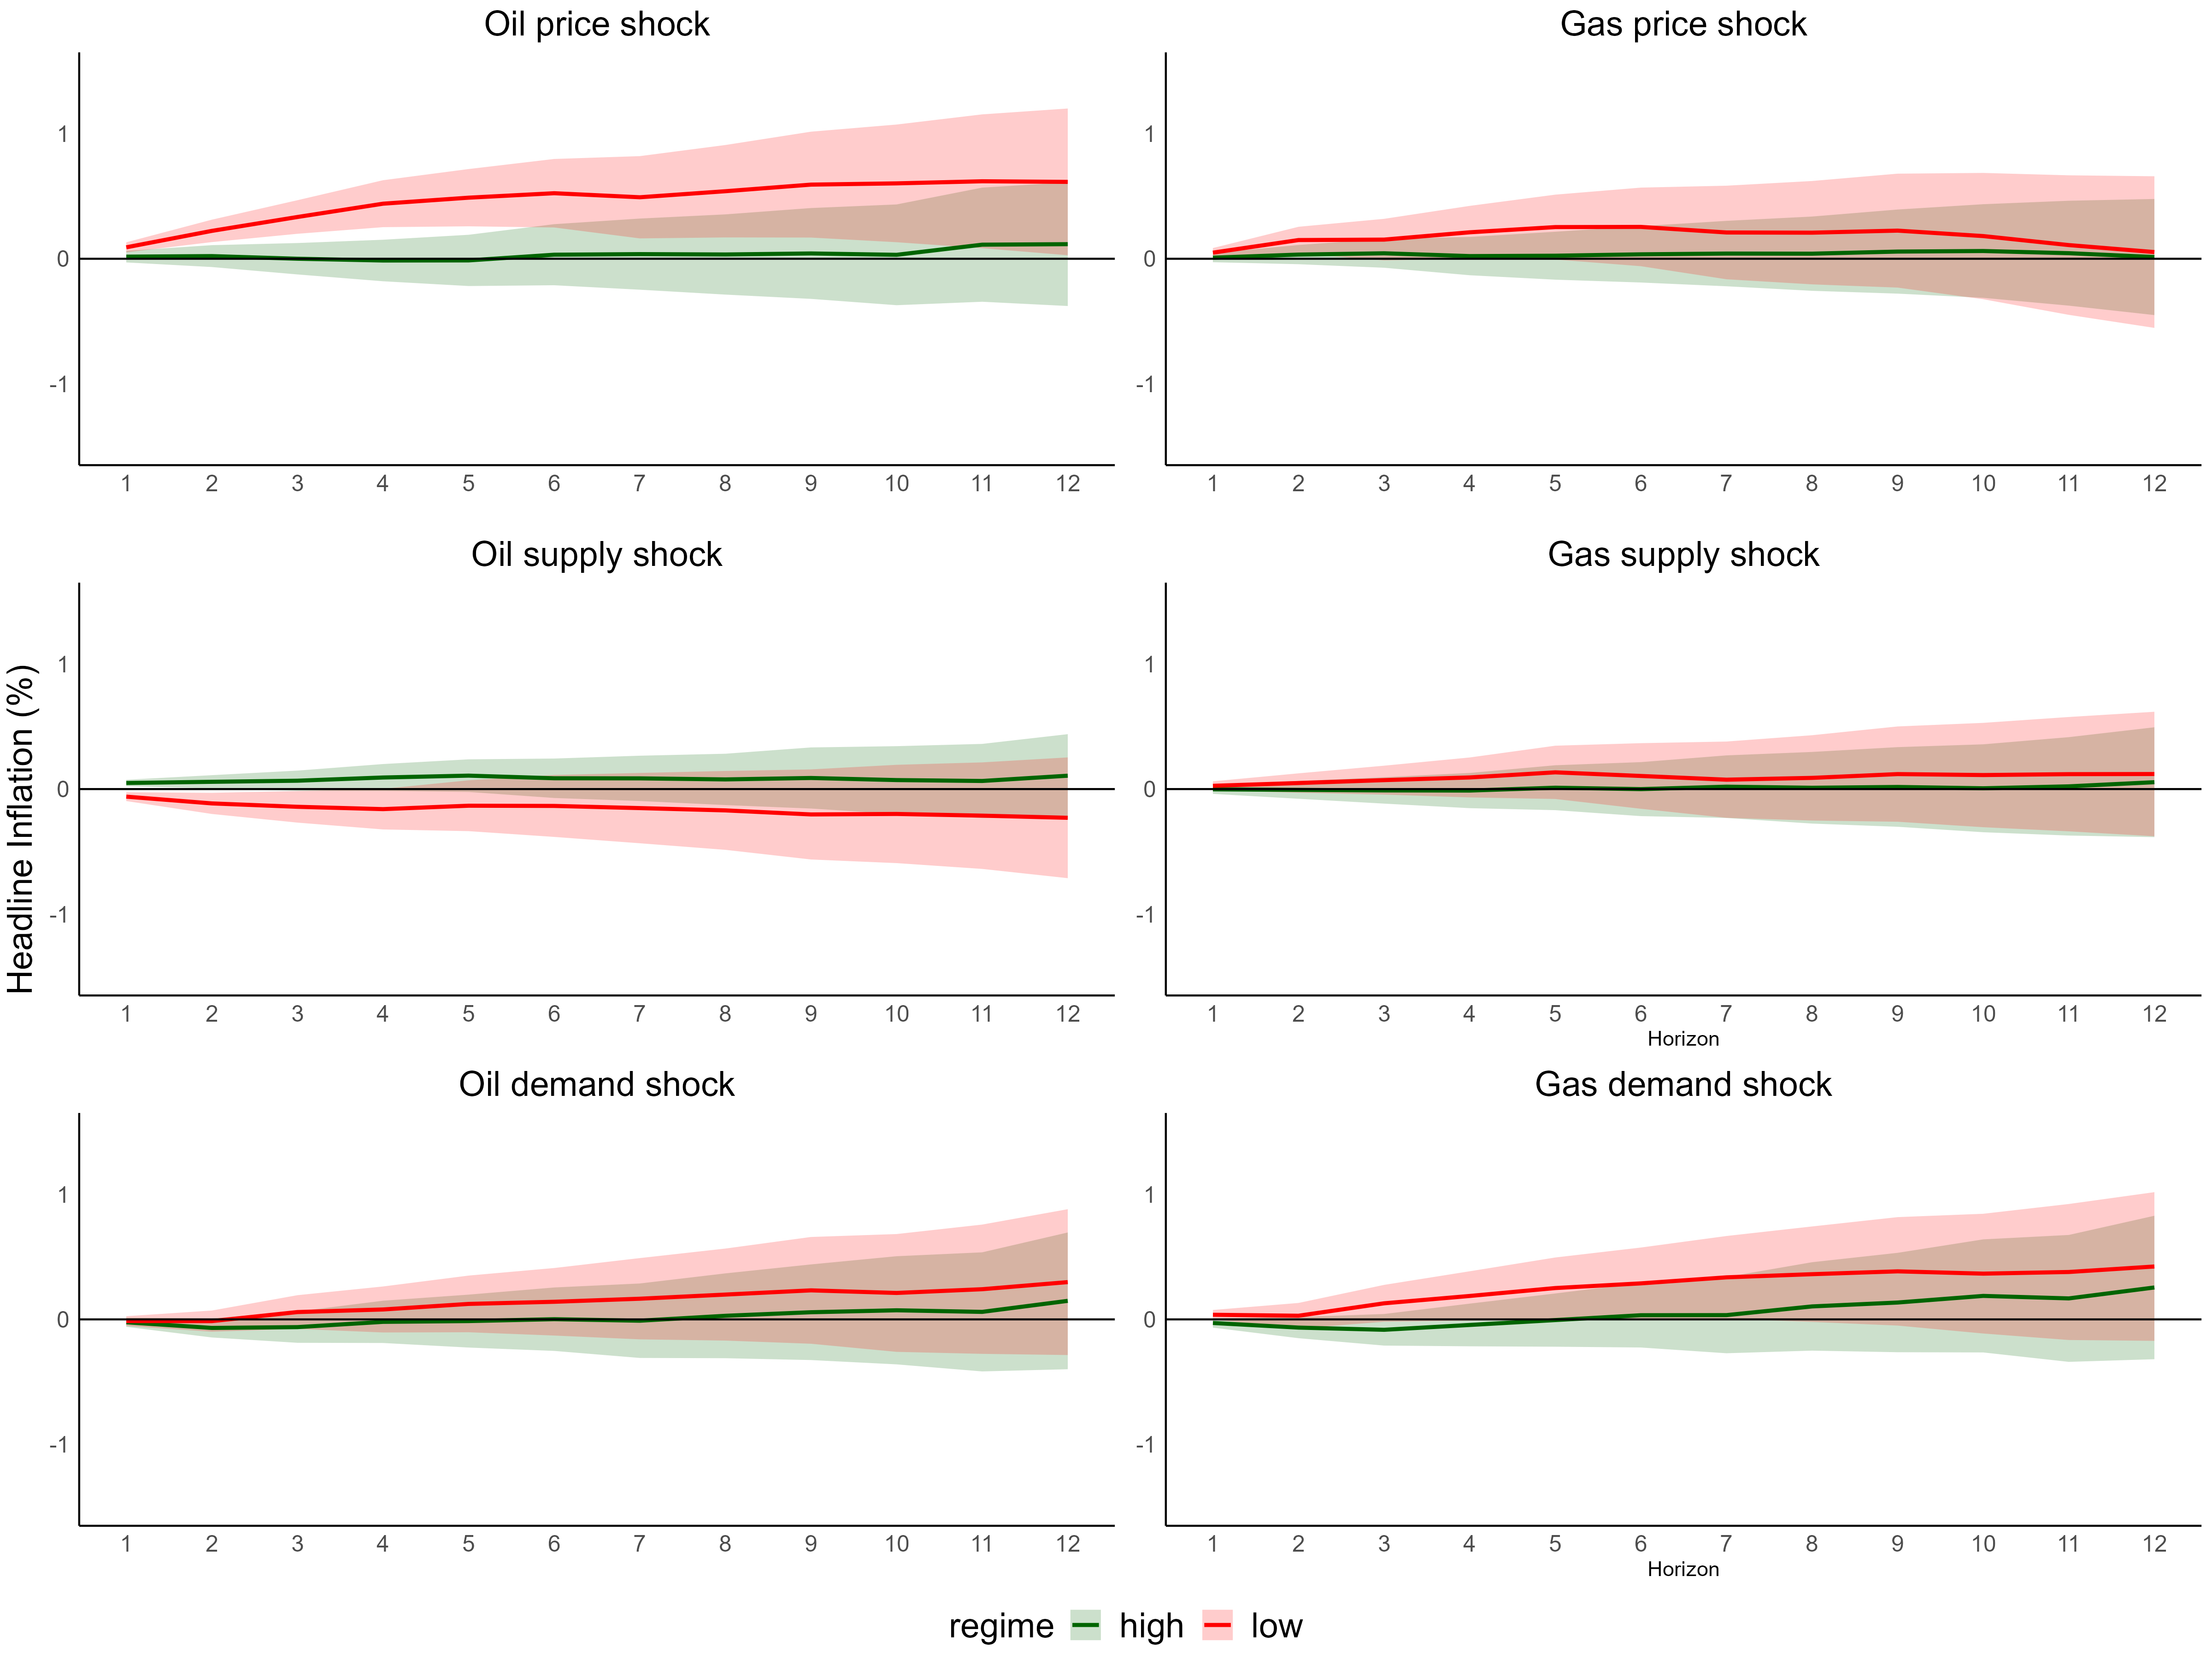 Oil price shock
Gas price shock
1
0
-1
1 2 3 4 5 6 7 8 9 10 11 12
1
0
-1
1 2 3 4 5 6 7 8 9 10 11 12
Headline Inflation (%)
Oil supply shock
Gas supply shock
1
0
-1
1 2 3 4 5 6 7 8 9 10 11 12
1
0
-1
1 2 3 4 5 6 7 8 9 10 11 12
Horizon
Oil demand shock
Gas demand shock
1
0
-1
1 2 3 4 5 6 7 8 9 10 11 12
1
0
-1
1 2 3 4 5 6 7 8 9 10 11 12
Horizon
regime high low